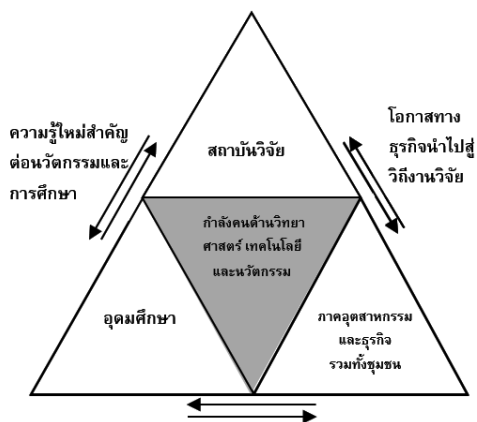 ความรู้ใหม่สำคัญ
ต่อนวัตกรรมและ
การศึกษา
สถาบันวิจัย
โอกาสทาง
ธุรกิจนำไปสู่
วิถีงานวิจัย
กำลังคนด้านวิทยา
ศาสตร์ เทคโนโลยี
และนวัตกรรม
อุดมศึกษา
ภาคอุตสาหกรรม
และธุรกิจ
รวมทั้งชุมชน